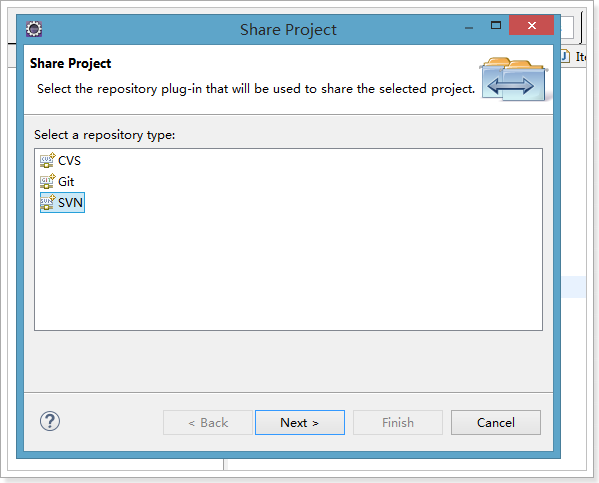 Share Project
Share Project
Select the repository plug-in that will be used to share the selected project.
Select a repository type:
CVS
Git
SVN
< Back
Next >
Finish
Cancel